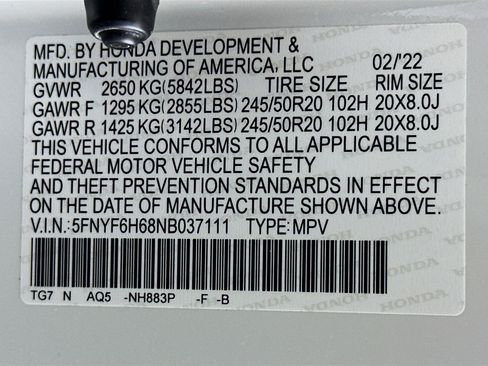 MFD. BY HONDA DEVELOPMENT &
MANUFACTURING OF AMERICA, LLC 02/'22
GVWR 2650 KG(5842LBS) TIRE SIZE RIM SIZE
GAWR F 1295 KG(2855LBS) 245/50R20 102H 20X8.0J
GAWR R 1425 KG(3142LBS) 245/50R20 102H 20X8.0J
THIS VEHICLE CONFORMS TO ALL APPLICABLE
FEDERAL MOTOR VEHICLE SAFETY
AND THEFT PREVENTION STANDARDS IN EFFECT
ON THE DATE OF MANUFACTURE SHOWN ABOVE.
V.I.N.: 5FNYF6H68NB037111 TYPE: MPV
TG7 N AQ5 -NH883P -F -B